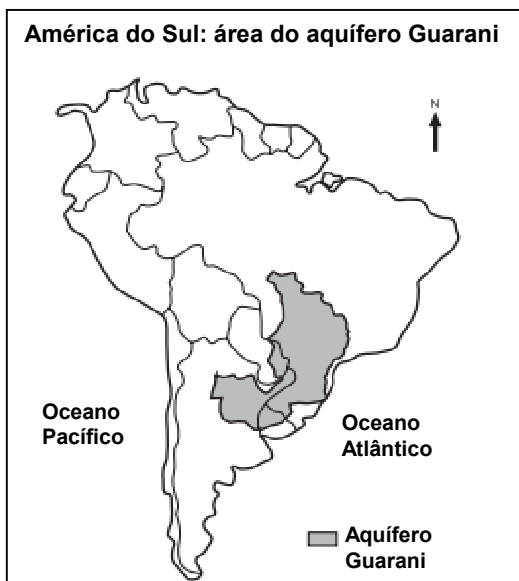 América do Sul: área do aquífero Guarani
N
Oceano
Pacífico
Oceano
Atlântico
Aquífero
Guarani